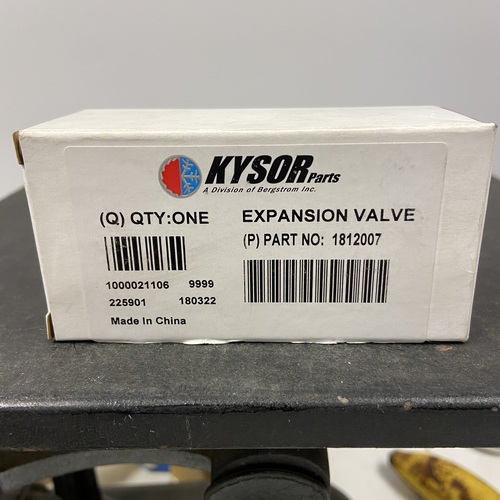 KYSOR Parts
A Division of Bergstrom Inc.
(Q) QTY:ONE EXPANSION VALVE
(P) PART NO: 1812007
1000021106 9999
225901 180322
Made In China